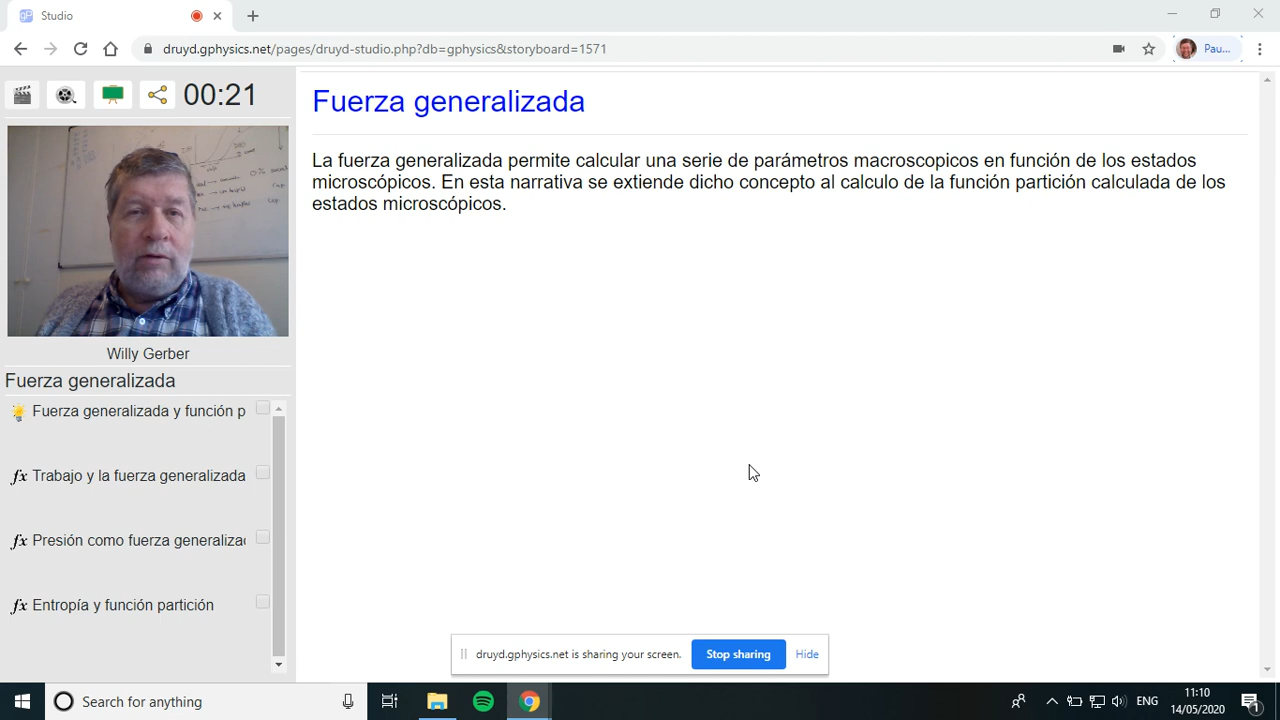 Studio
druyd.gphysics.net/pages/druyd-studio.php?db=gphysics&storyboard=1571
Pau...
00:21
Willy Gerber
Fuerza generalizada
Fuerza generalizada y función p
fx Trabajo y la fuerza generalizada
fx Presión como fuerza generaliza
fx Entropía y función partición
Fuerza generalizada
La fuerza generalizada permite calcular una serie de parámetros macroscopicos en función de los estados
microscópicos. En esta narrativa se extiende dicho concepto al calculo de la función partición calculada de los
estados microscópicos.
druyd.gphysics.net is sharing your screen.
Stop sharing
Hide
Search for anything
ENG
11:10
14/05/2020
1